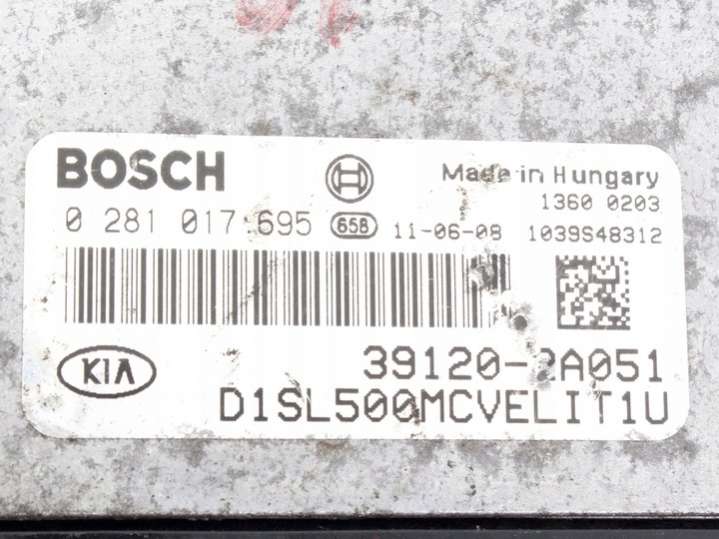 BOSCH Made in Hungary
1360 0203
0 281 017 695 658 11-06-08 1039S48312
KIA 39120-2A051
D1SL500MCVELIT1U